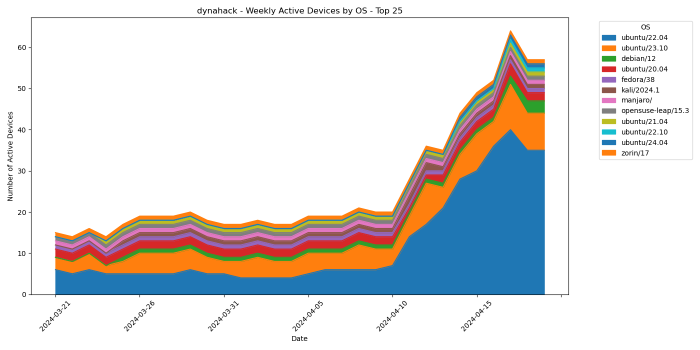 dynahack - Weekly Active Devices by OS - Top 25
Number of Active Devices
60
50
40
30
20
10
0
2024-03-21
2024-03-26
2024-03-31
2024-04-05
2024-04-10
2024-04-15
Date
OS
ubuntu/22.04
ubuntu/23.10
debian/12
ubuntu/20.04
fedora/38
kali/2024.1
manjaro/
opensuse-leap/15.3
ubuntu/21.04
ubuntu/22.10
ubuntu/24.04
zorin/17